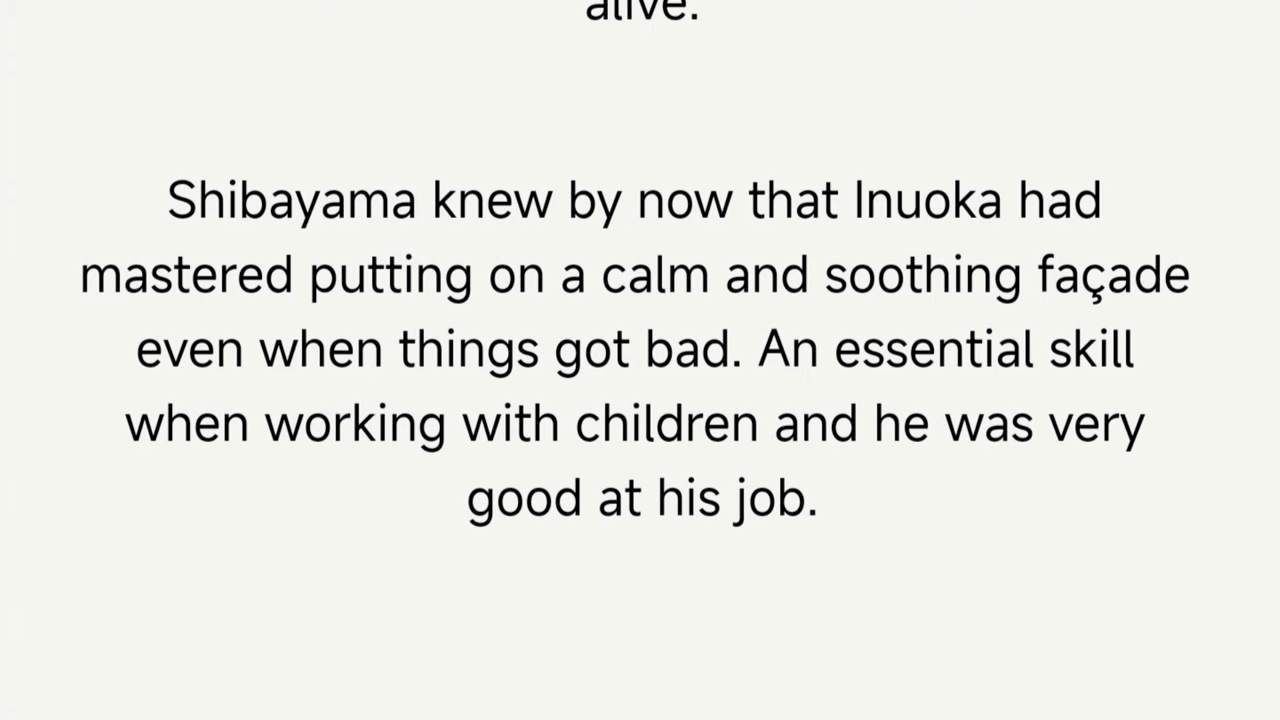 alive.
Shibayama knew by now that Inuoka had
mastered putting on a calm and soothing façade
even when things got bad. An essential skill
when working with children and he was very
good at his job.